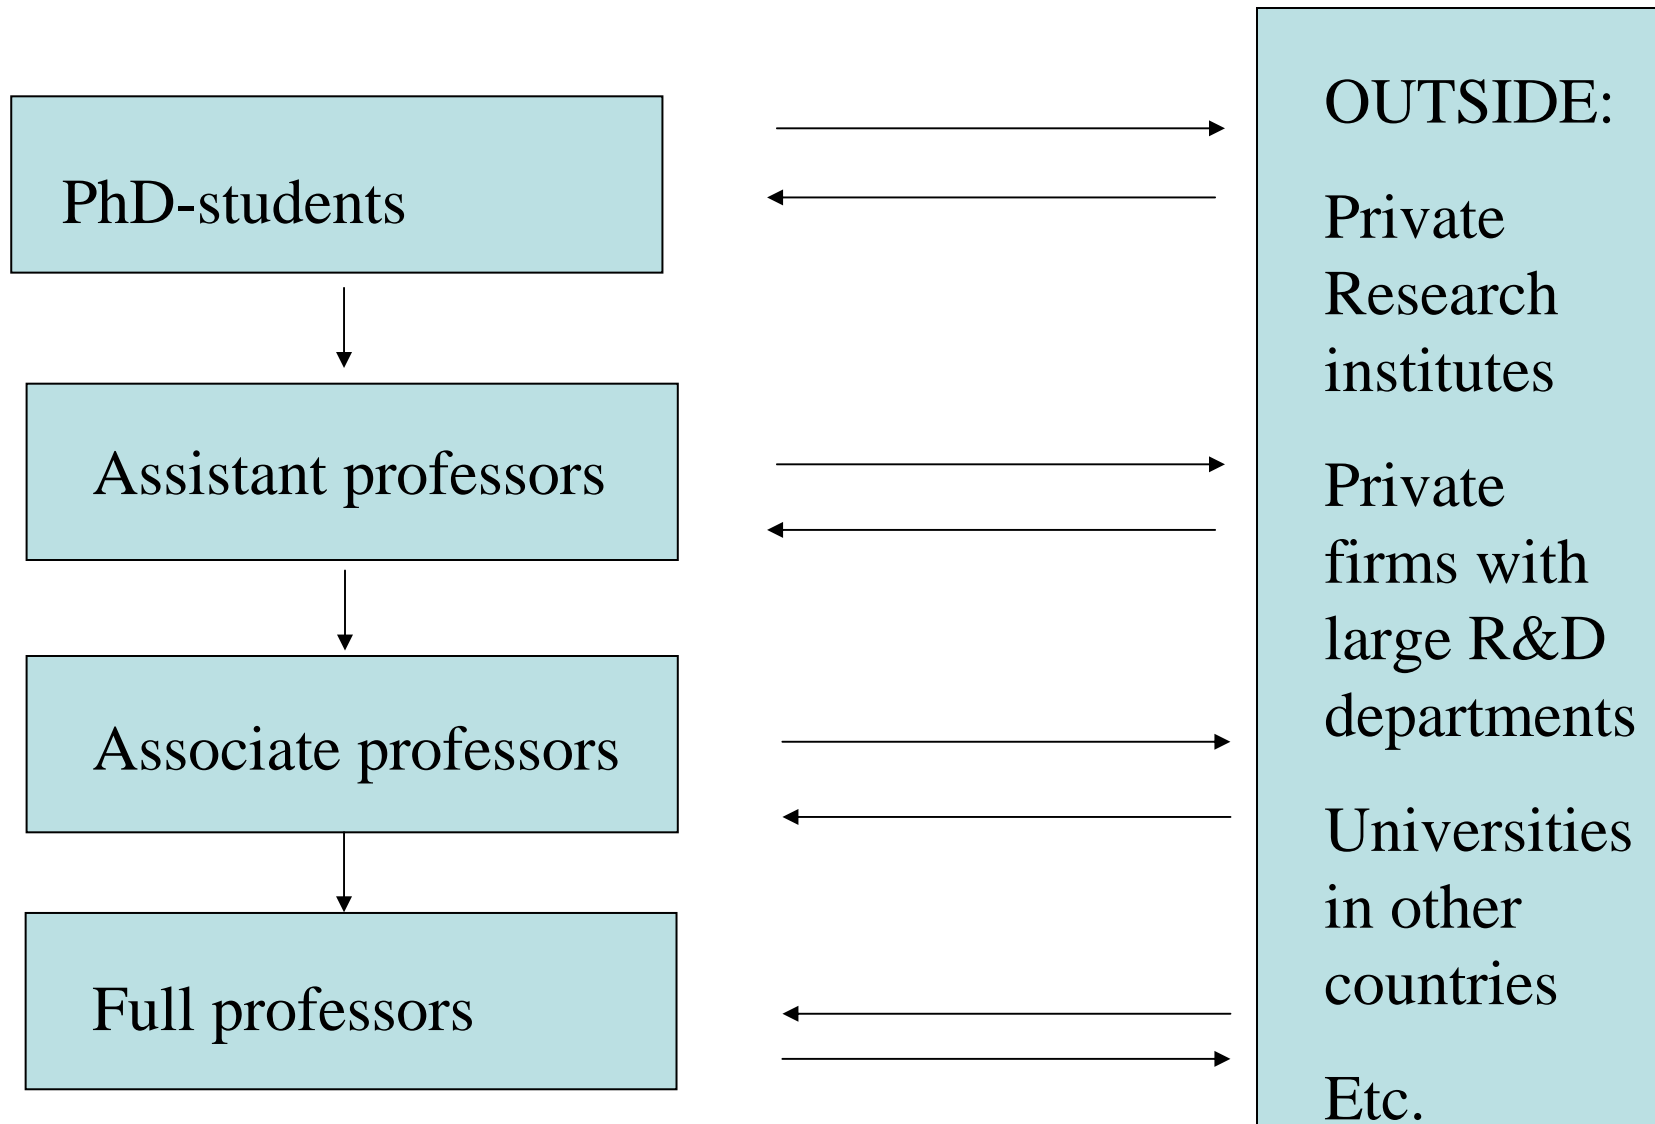 PhD-students
Assistant professors
Associate professors
Full professors
OUTSIDE:
Private
Research
institutes
Private
firms with
large R&D
departments
Universities
in other
countries
Etc.